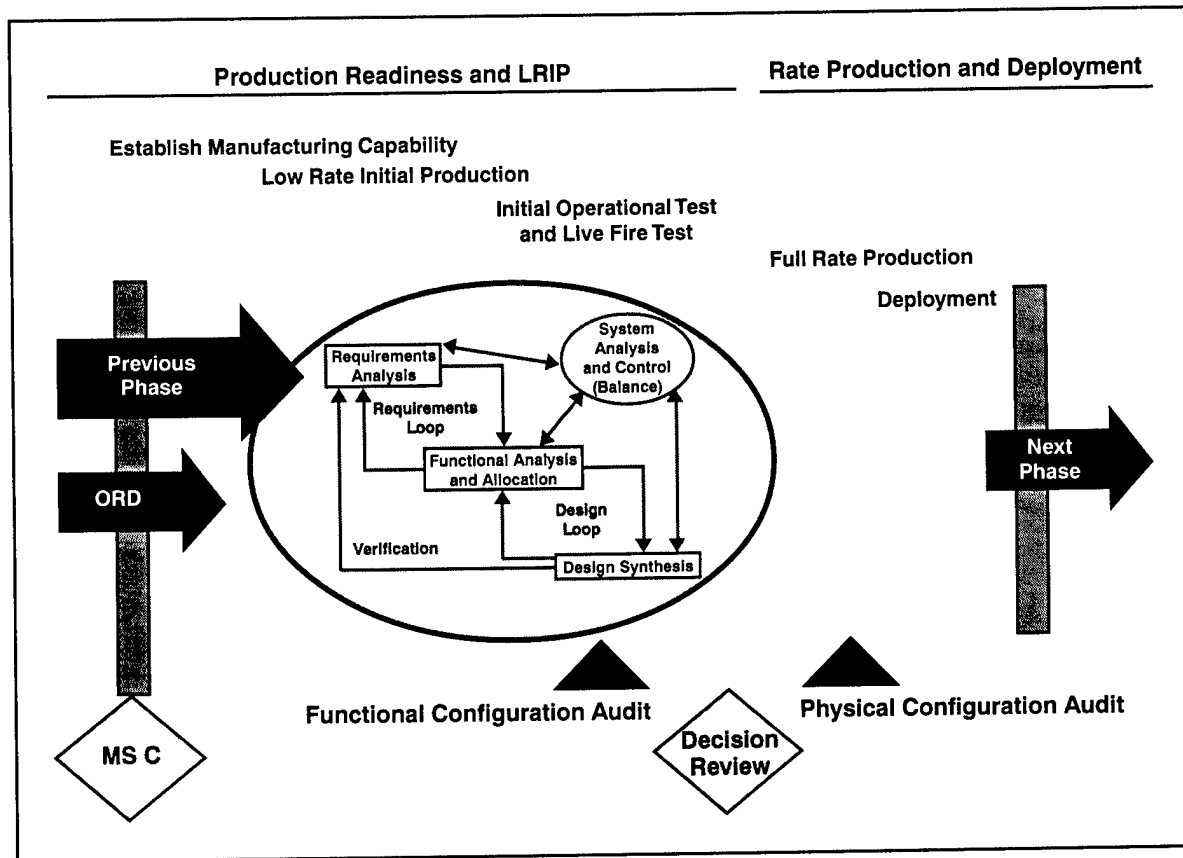 Production Readiness and LRIP
Rate Production and Deployment
Establish Manufacturing Capability
Low Rate Initial Production
Initial Operational Test
and Live Fire Test
Full Rate Production
Deployment
Previous
Phase
ORD
Requirements
Analysis
System
Analysis
and Control
(Balance)
Requirements
Loop
Functional Analysis
and Allocation
Design
Loop
Verification
Design Synthesis
Next
Phase
Functional Configuration Audit
Physical Configuration Audit
MS C
Decision
Review